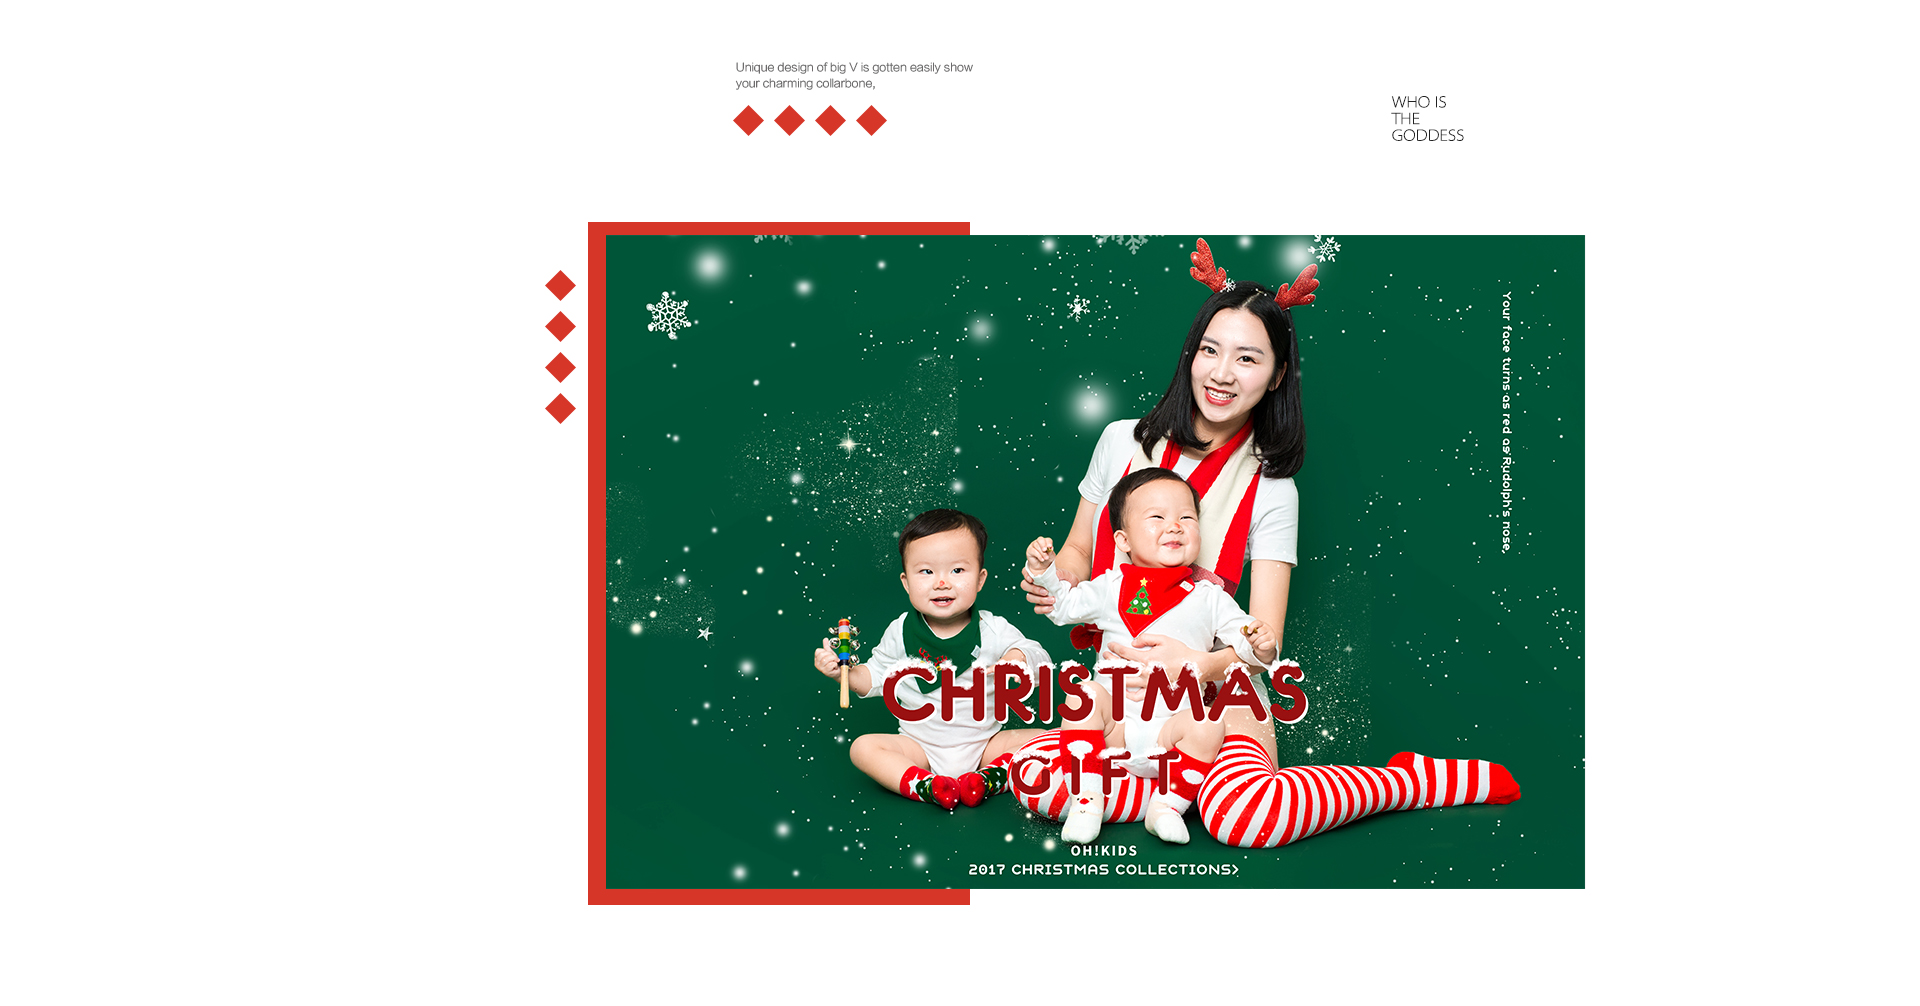 Unique design of big V is gotten easily show
your charming collarbone,
WHO IS
THE
GODDESS
Your face turns as red as Rudolph's nose,
CHRISTMAS
GIFT
OH!KIDS
2017 CHRISTMAS COLLECTIONS>